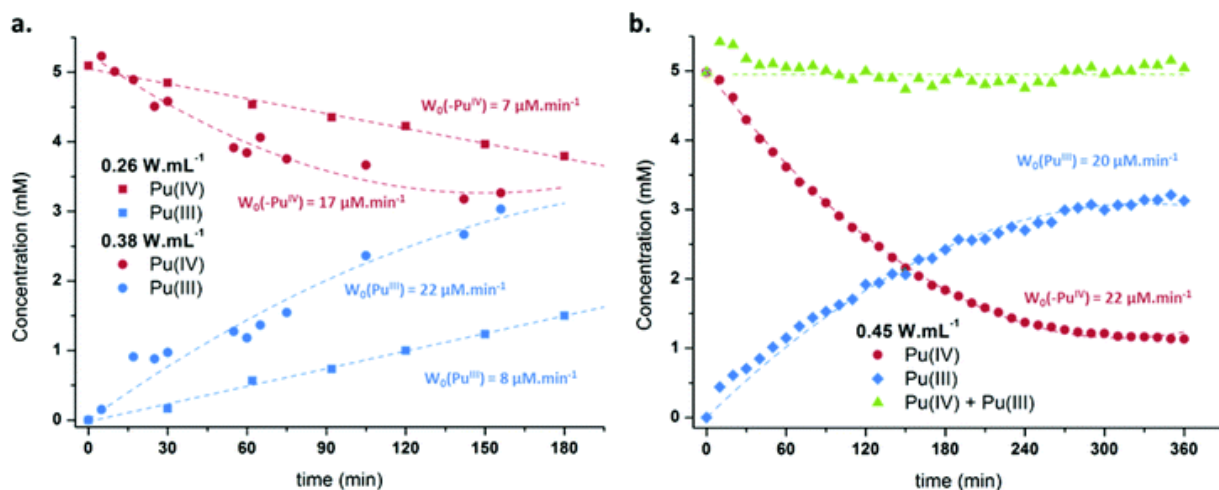 a.
Concentration (mM)
5
4
3
2
1
0
W₀(-Puᴵⱽ) = 7 µM.min⁻¹
0.26 W.mL⁻¹
Pu(IV)
Pu(III)
0.38 W.mL⁻¹
Pu(IV)
Pu(III)
W₀(-Puᴵⱽ) = 17 µM.min⁻¹
W₀(Puᴵᴵᴵ) = 22 µM.min⁻¹
W₀(Puᴵᴵᴵ) = 8 µM.min⁻¹
0 30 60 90 120 150 180
time (min)
b.
Concentration (mM)
5
4
3
2
1
0
W₀(Puᴵᴵᴵ) = 20 µM.min⁻¹
W₀(-Puᴵⱽ) = 22 µM.min⁻¹
0.45 W.mL⁻¹
Pu(IV)
Pu(III)
Pu(IV) + Pu(III)
0 60 120 180 240 300 360
time (min)